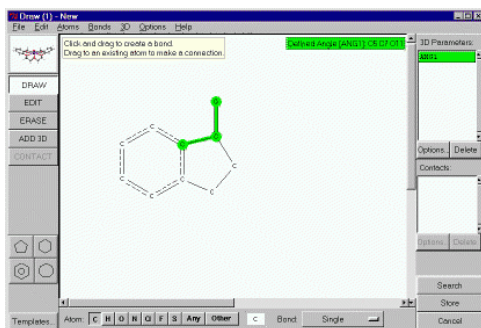 Draw (1) - New
File Edit Atoms Bonds 3D Options Help
Click and drag to create a bond.
Drag to an existing atom to make a connection.
Defined Angle [ANG1]: C6 C7 O1
3D Parameters:
ANG1
DRAW
EDIT
ERASE
ADD 3D
CONTACT
Options... Delete
Contacts:
Options... Delete
O
C
C
C
C
C
C
C
C
C
Search
Store
Cancel
Templates...
Atom: C H O N Cl F S Any Other C Bond: Single